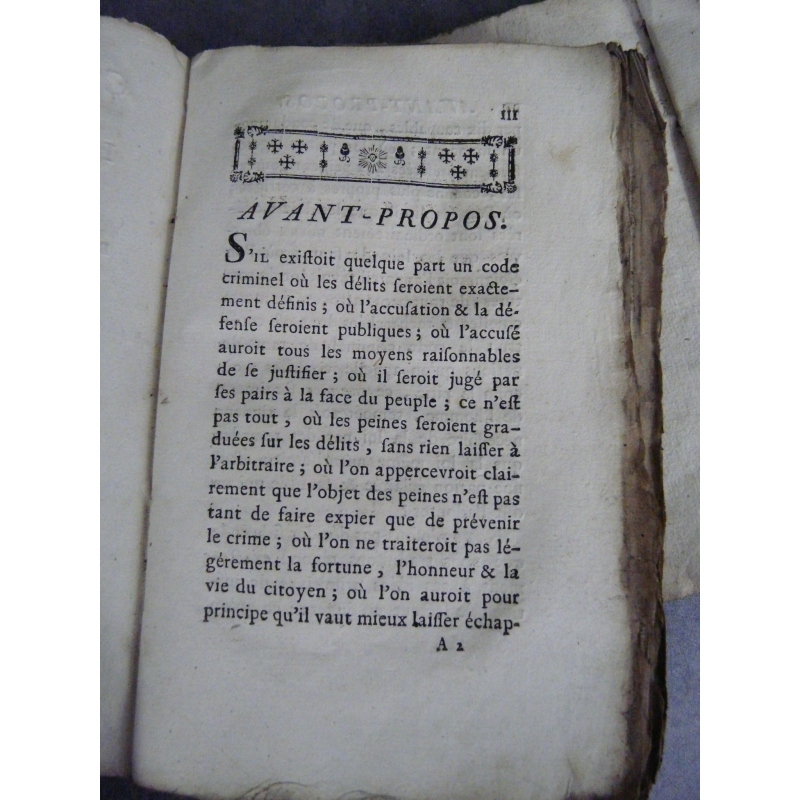 iij
AVANT-PROPOS.
S'IL exiſtoit quelque part un code
criminel où les délits ſeroient exacte-
ment définis ; où l'accuſation & la dé-
fenſe ſeroient publiques ; où l'accuſé
auroit tous les moyens raiſonnables
de ſe juſtifier ; où il ſeroit jugé par
ſes pairs à la face du peuple ; ce n'eſt
pas tout , où les peines ſeroient gra-
duées ſur les délits , sans rien laiſſer à
l'arbitraire ; où l'on appercevroit clai-
rement que l'objet des peines n'eſt pas
tant de faire expier que de prévenir
le crime ; où l'on ne traiteroit pas lé-
gérement la fortune , l'honneur & la
vie du citoyen ; où l'on auroit pour
principe qu'il vaut mieux laiſſer échap-
A 2